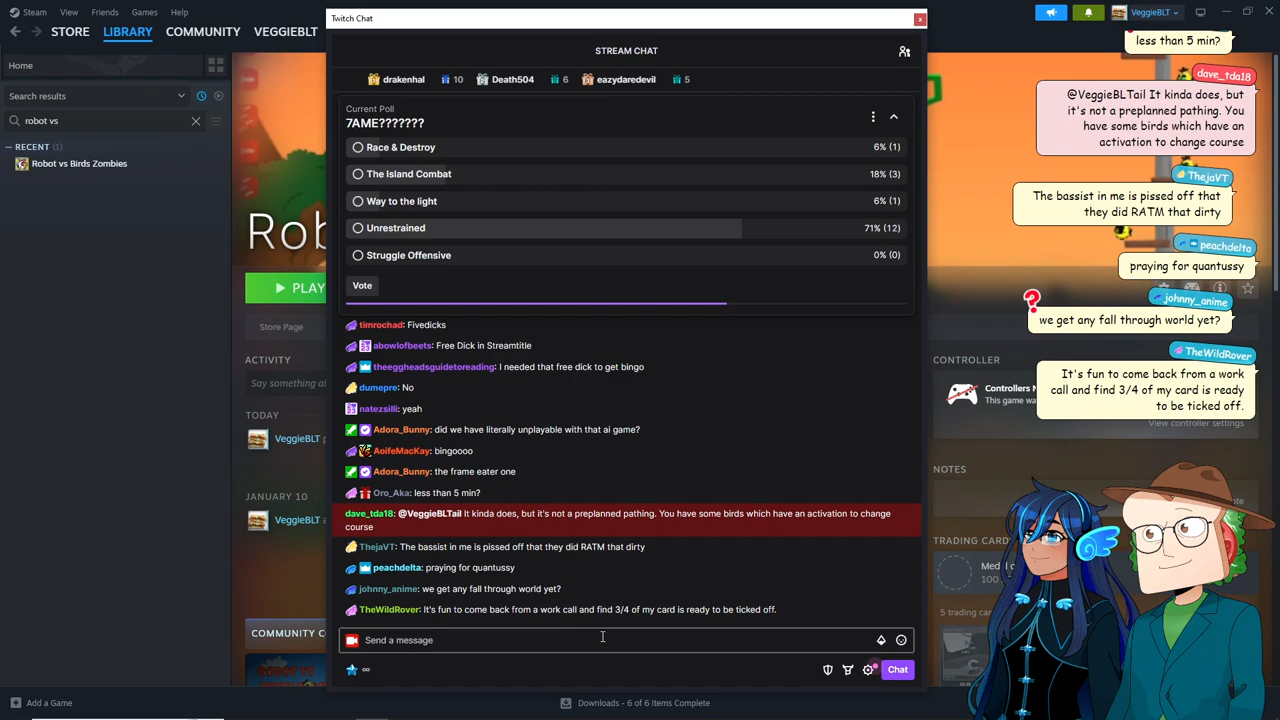 Steam View Friends Games Help
VeggieBLT
STORE LIBRARY COMMUNITY VEGGIEBLT
Home
Search results
robot vs
RECENT (1)
Robot vs Birds Zombies
PLAY
Store Page
ACTIVITY
TODAY
VeggieBLT
JANUARY 10
VeggieBLT
Twitch Chat
STREAM CHAT
drakenhal 10 Death504 6 eazydaredevil 5
Current Poll
7AME???????
Race & Destroy 6% (1)
The Island Combat 18% (3)
Way to the light 6% (1)
Unrestrained 71% (12)
Struggle Offensive 0% (0)
Vote
timrochad: Fivedicks
abowlofbeets: Free Dick in Streamtitle
theeggheadsguidetoreading: I needed that free dick to get bingo
dumepre: No
natezsilli: yeah
Adora_Bunny: did we have literally unplayable with that ai game?
AoifeMacKay: bingoooo
Adora_Bunny: the frame eater one
Oro_Aka: less than 5 min?
dave_tda18: @VeggieBLTail It kinda does, but it's not a preplanned pathing. You have some birds which have an activation to change
course
ThejaVT: The bassist in me is pissed off that they did RATM that dirty
peachdelta: praying for quantussy
johnny_anime: we get any fall through world yet?
TheWildRover: It's fun to come back from a work call and find 3/4 of my card is ready to be ticked off.
Send a message
∞
Chat
less than 5 min?
dave_tda18
@VeggieBLTail It kinda does, but
it's not a preplanned pathing. You
have some birds which have an
activation to change course
ThejaVT
The bassist in me is pissed off that
they did RATM that dirty
peachdelta
praying for quantussy
johnny_anime
we get any fall through world yet?
TheWildRover
It's fun to come back from a work
call and find 3/4 of my card is ready
to be ticked off.
CONTROLLER
View controller settings
NOTES
Add a Game
Downloads - 6 of 6 Items Complete